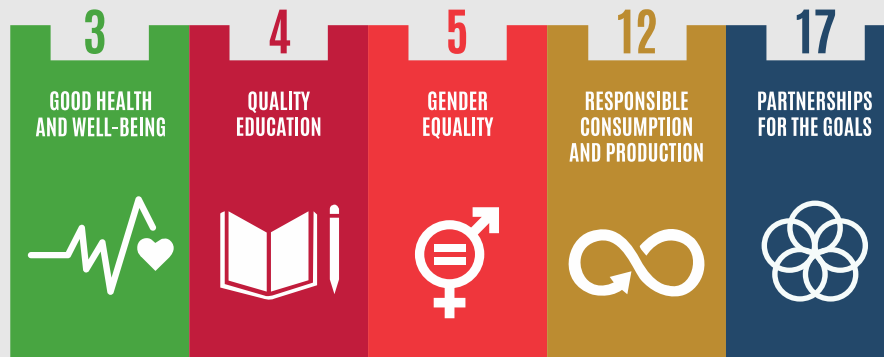 3
GOOD HEALTH
AND WELL-BEING
4
QUALITY
EDUCATION
5
GENDER
EQUALITY
12
RESPONSIBLE
CONSUMPTION
AND PRODUCTION
17
PARTNERSHIPS
FOR THE GOALS